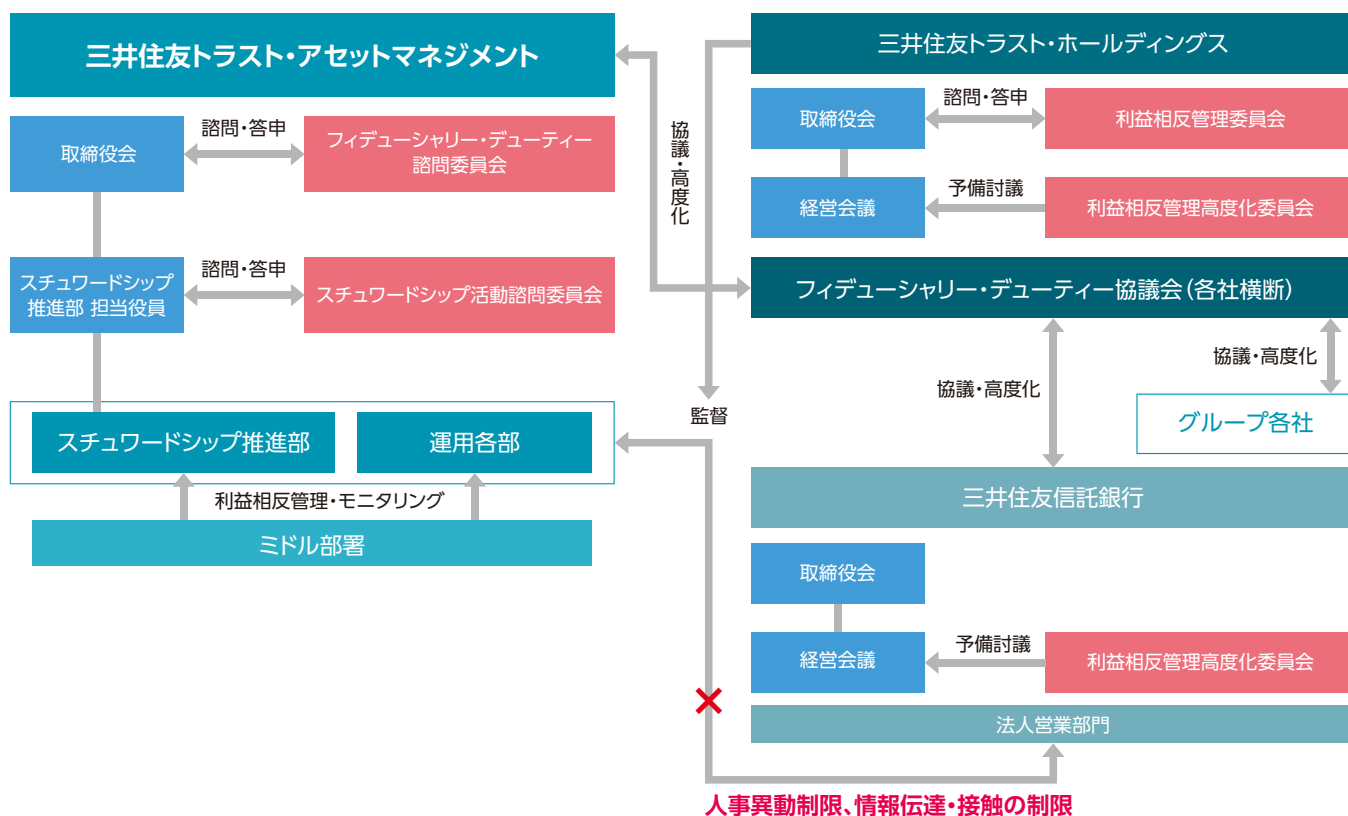 三井住友トラスト・アセットマネジメント
取締役会
諮問・答申
フィデューシャリー・デューティー
諮問委員会
スチュワードシップ
推進部 担当役員
諮問・答申
スチュワードシップ活動諮問委員会
スチュワードシップ推進部
運用各部
利益相反管理・モニタリング
ミドル部署
協議・高度化
監督
三井住友トラスト・ホールディングス
取締役会
諮問・答申
利益相反管理委員会
経営会議
予備討議
利益相反管理高度化委員会
フィデューシャリー・デューティー協議会(各社横断)
協議・高度化
協議・高度化
グループ各社
三井住友信託銀行
取締役会
経営会議
予備討議
利益相反管理高度化委員会
法人営業部門
人事異動制限、情報伝達・接触の制限